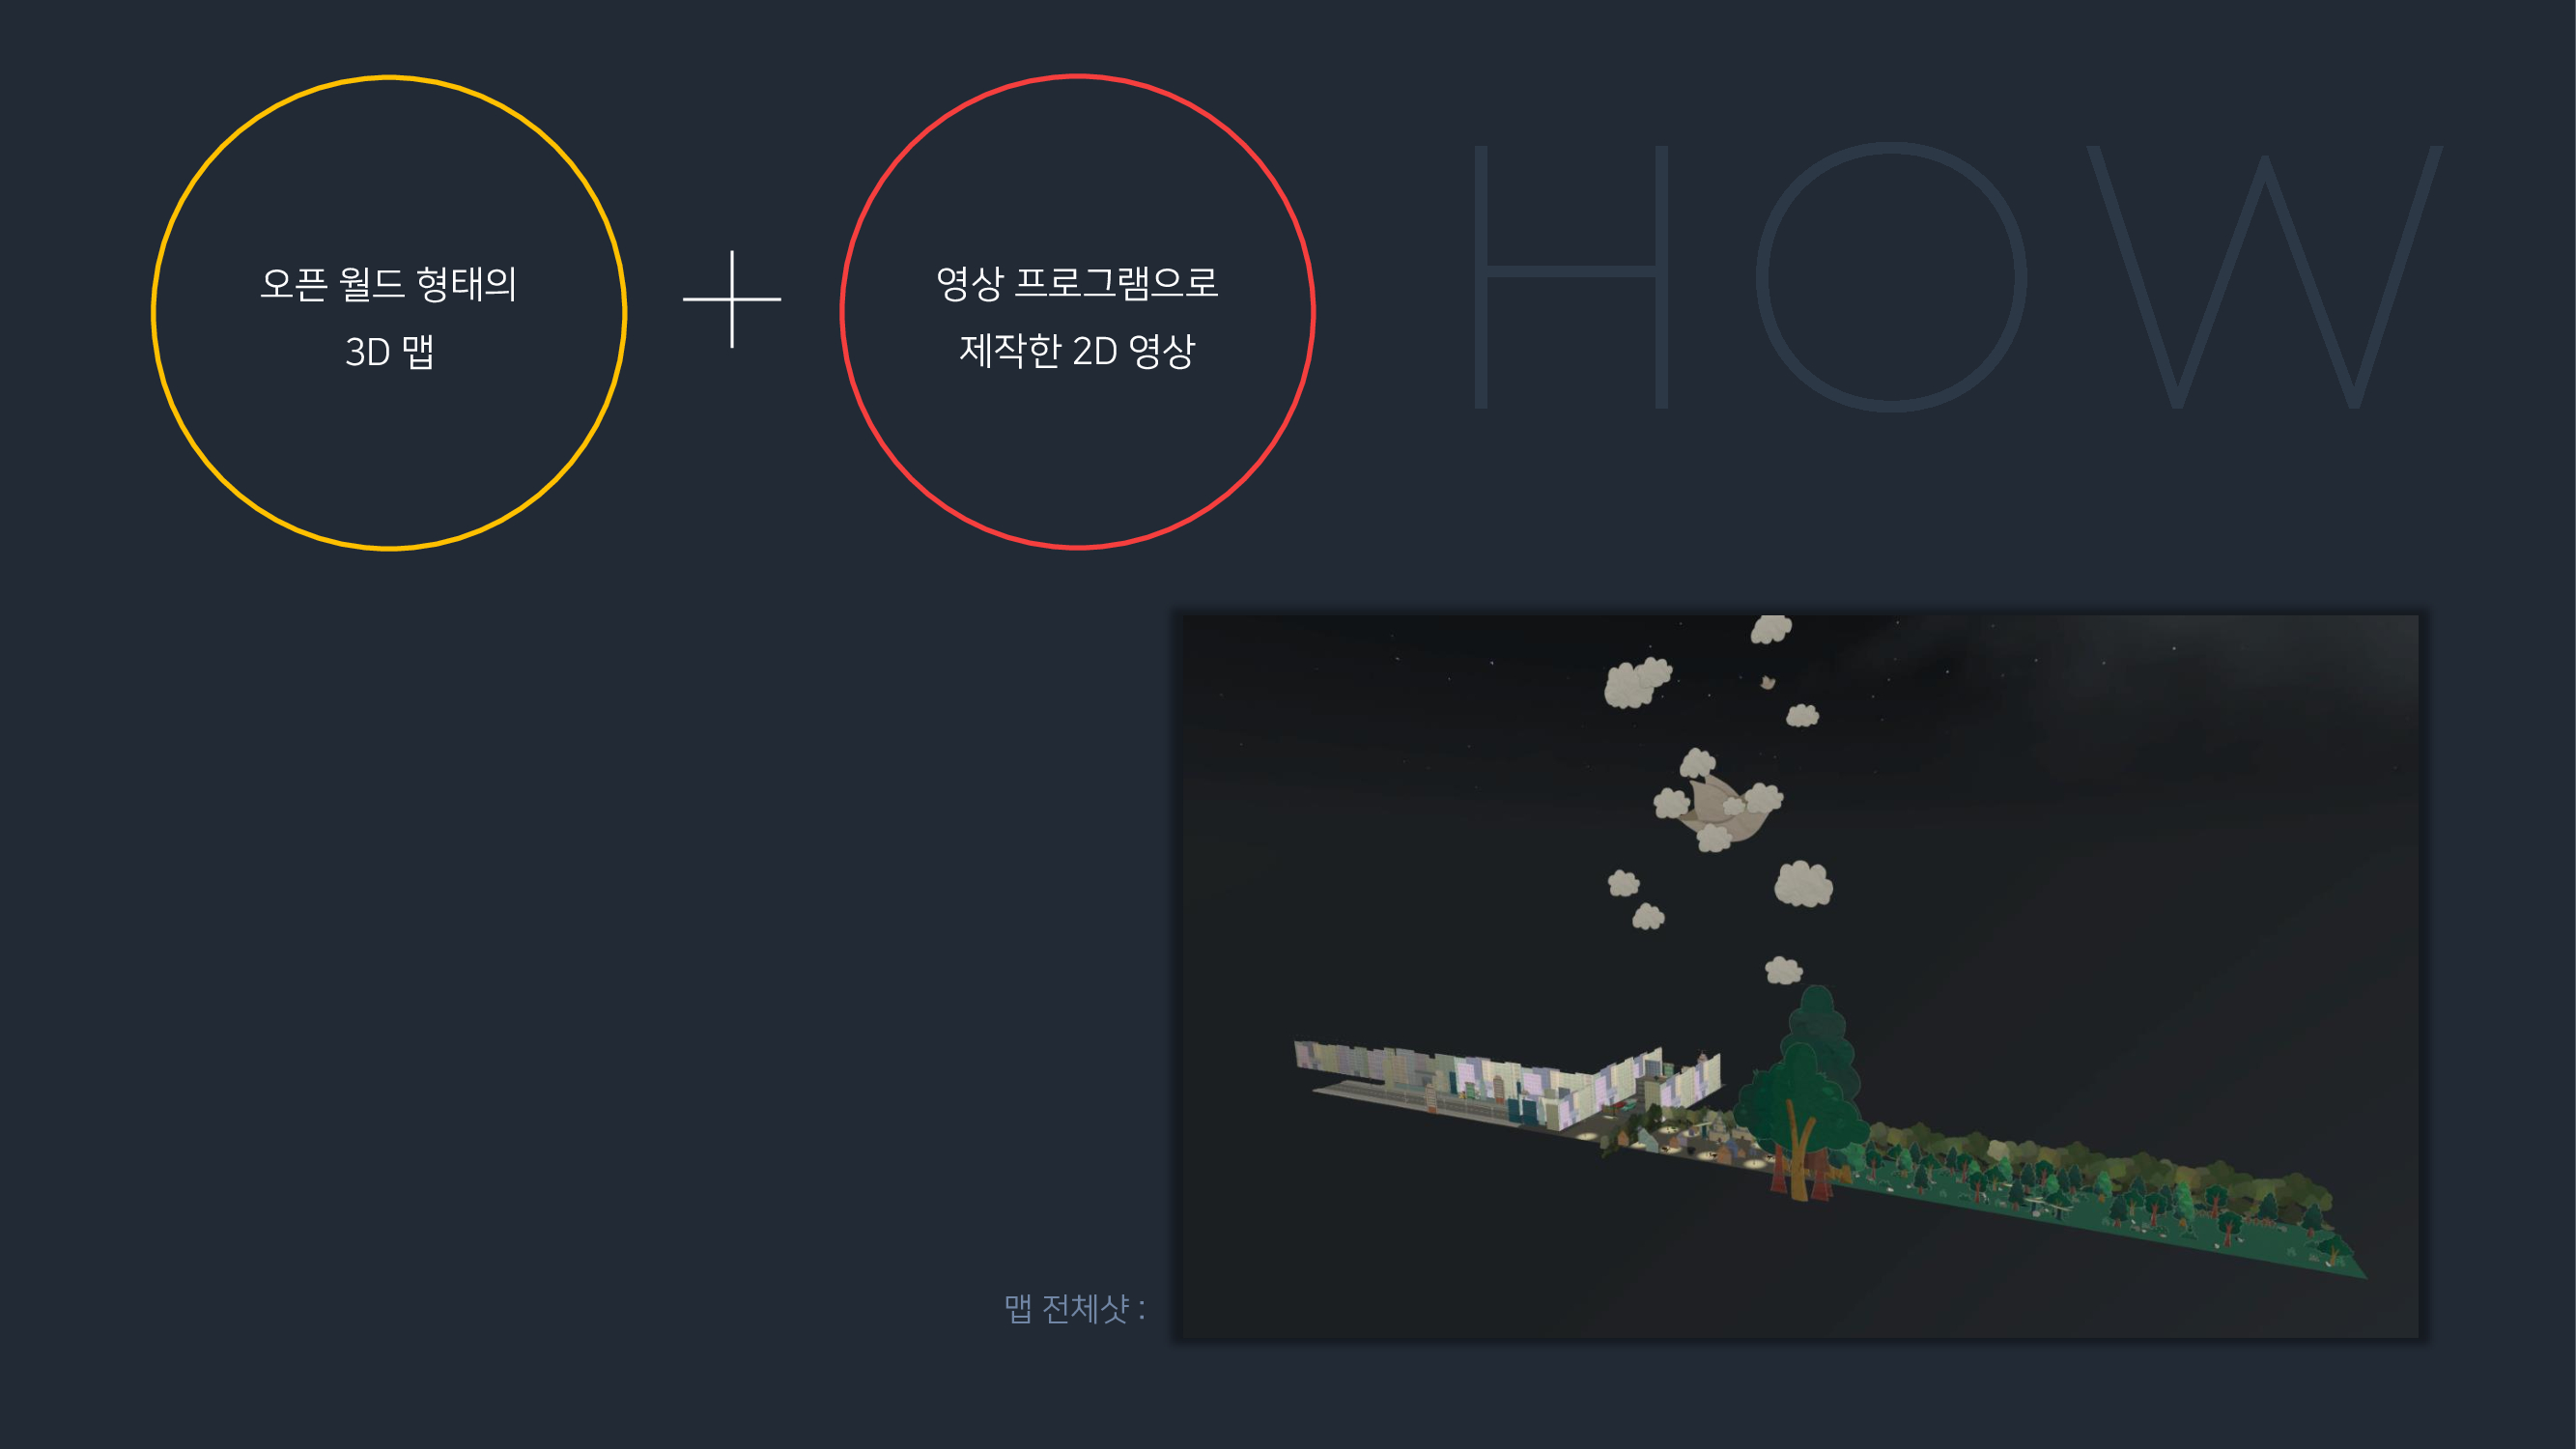 오픈 월드 형태의
3D 맵
영상 프로그램으로
제작한 2D 영상
HOW
맵 전체샷 :